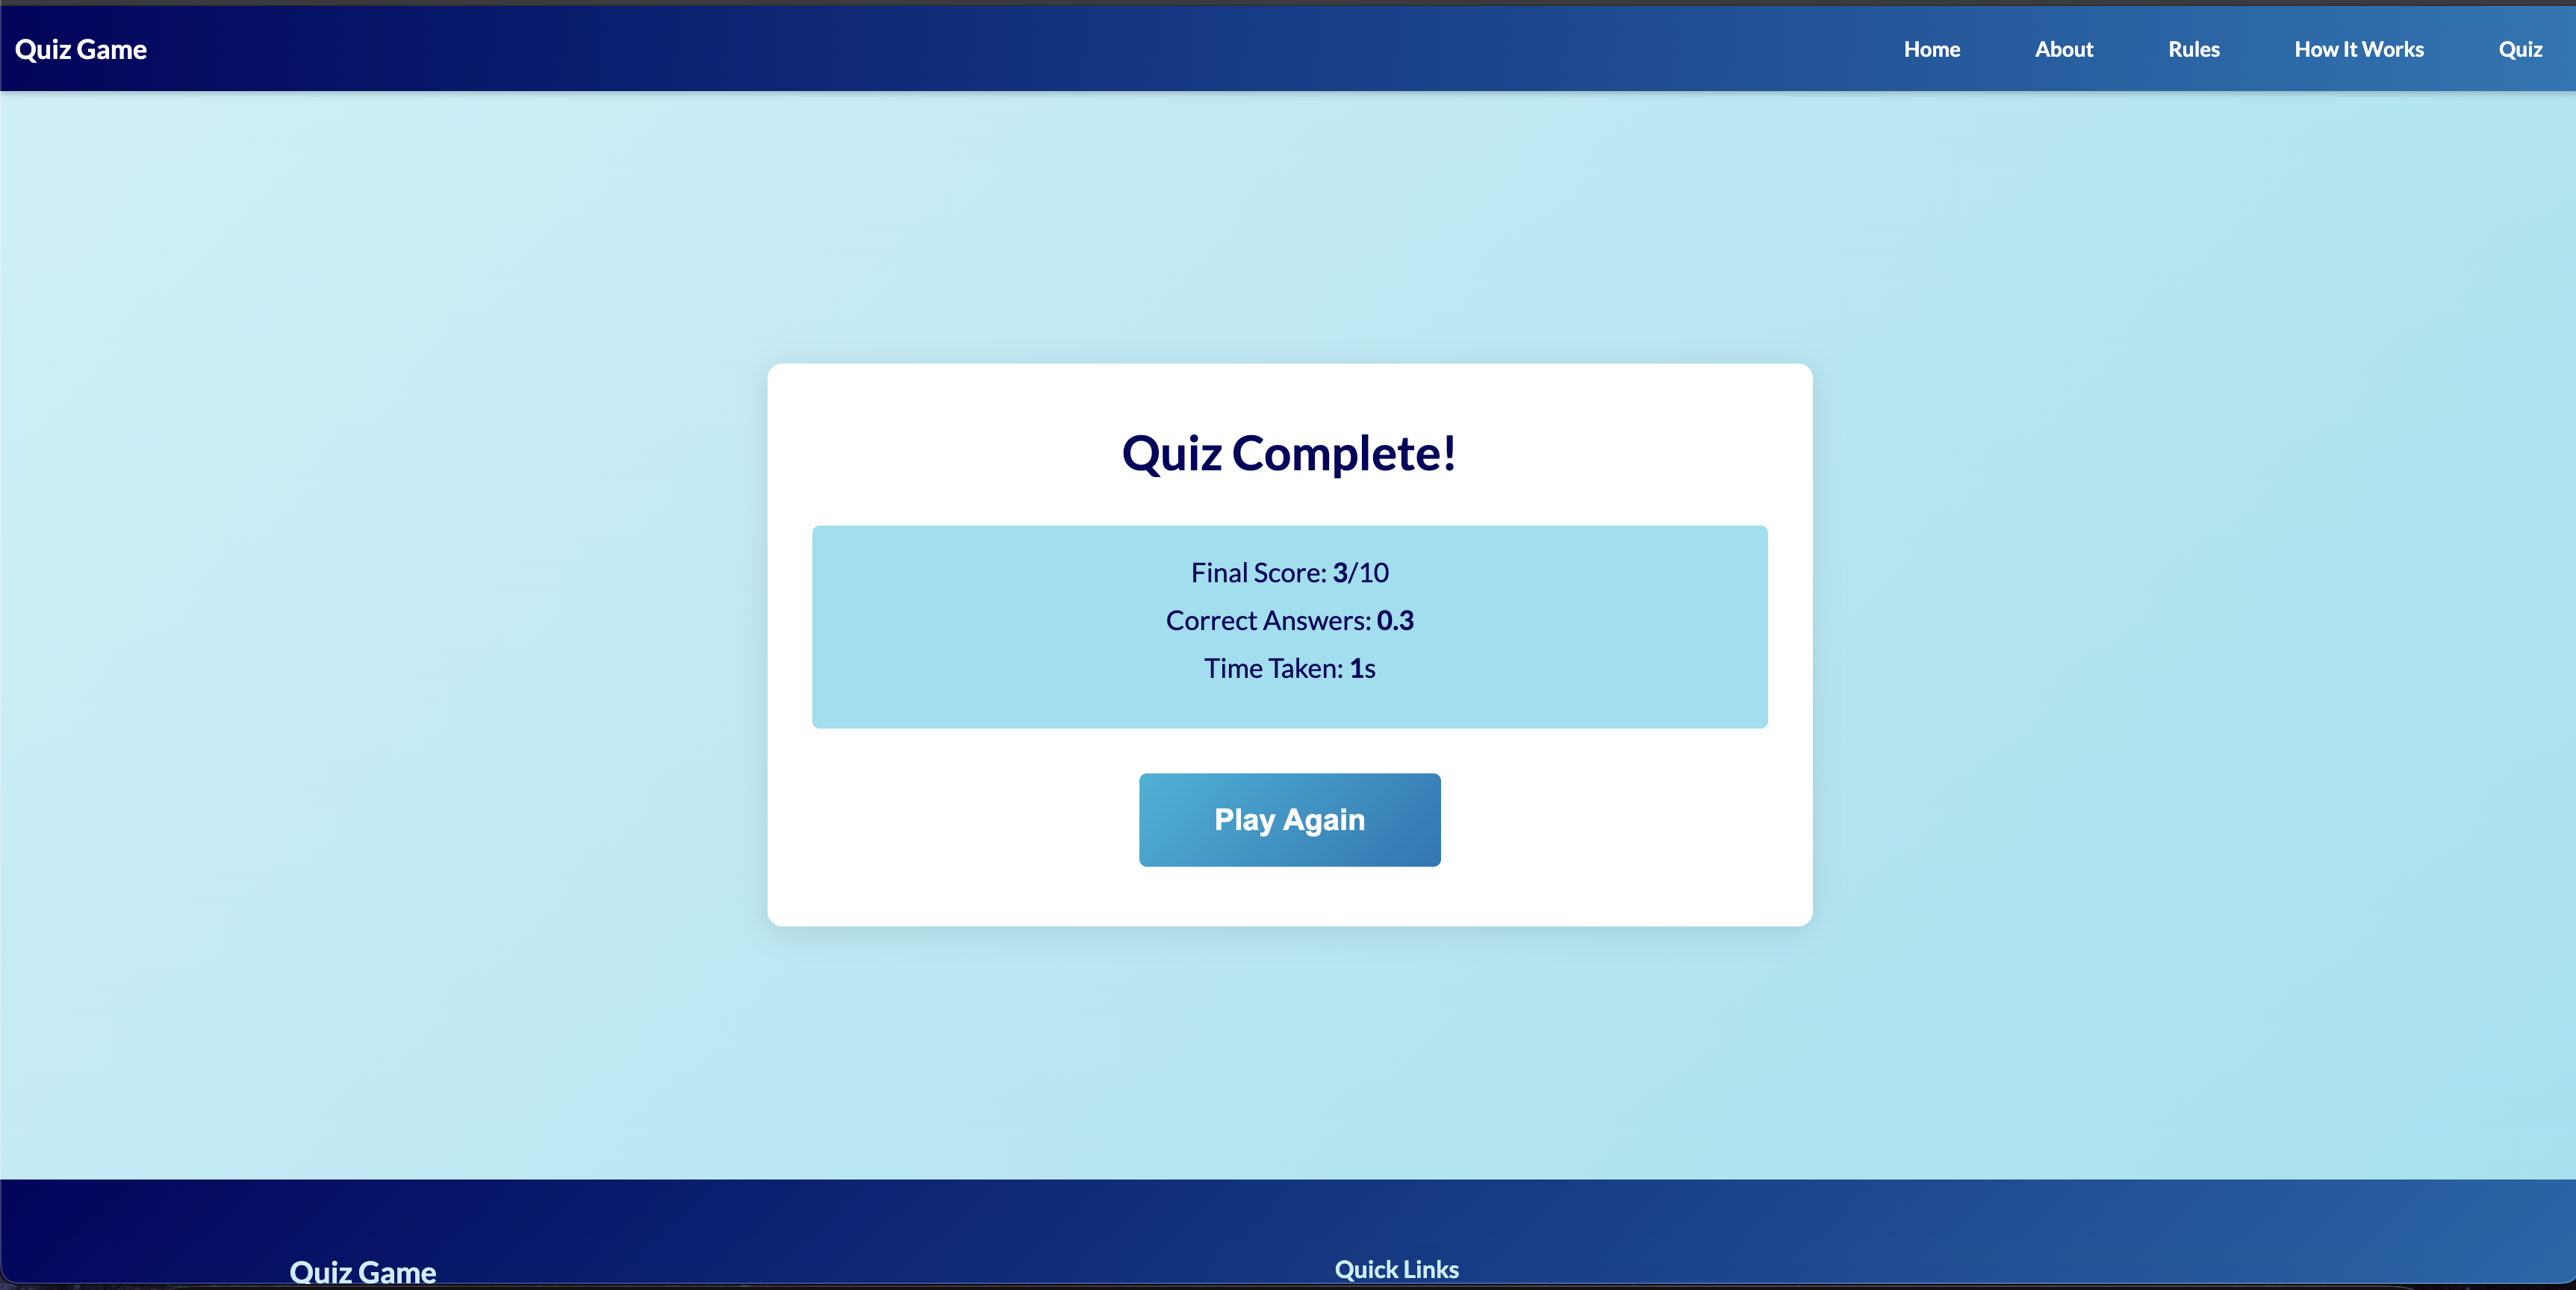 Quiz Game
Home About Rules How It Works Quiz
Quiz Complete!
Final Score: 3/10
Correct Answers: 0.3
Time Taken: 1s
Play Again
Quiz Game
Quick Links